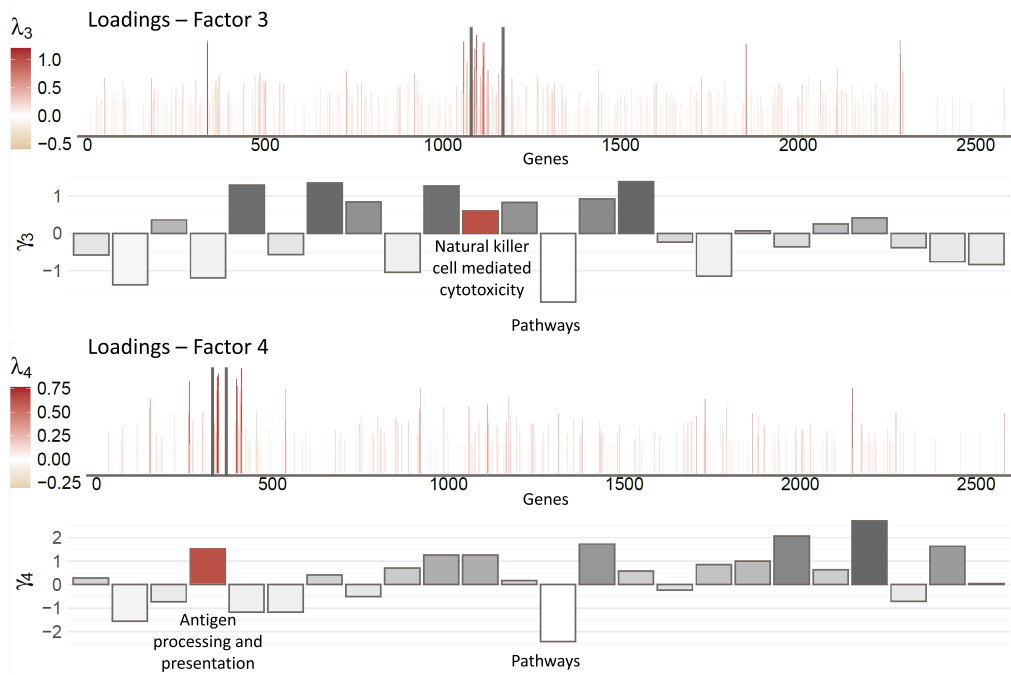 Loadings – Factor 3
λ3
1.0
0.5
0.0
−0.5
0 500 1000 1500 2000 2500
Genes
γ3
1
0
−1
Natural killer
cell mediated
cytotoxicity
Pathways
Loadings – Factor 4
λ4
0.75
0.50
0.25
0.00
−0.25
0 500 1000 1500 2000 2500
Genes
γ4
2
1
0
−1
−2
Antigen
processing and
presentation
Pathways